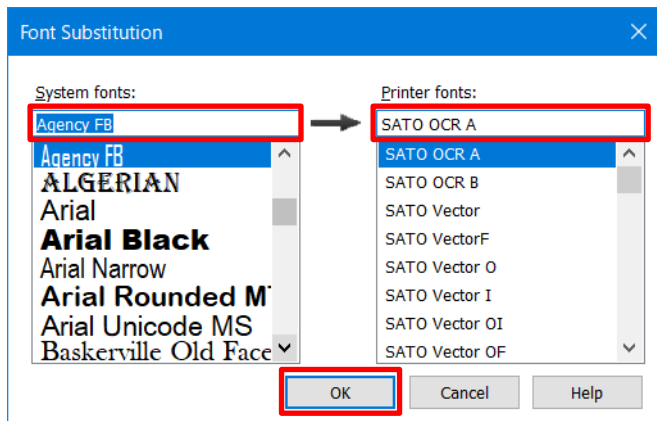 Font Substitution
System fonts:
Agency FB
Agency FB
ALGERIAN
Arial
Arial Black
Arial Narrow
Arial Rounded M
Arial Unicode MS
Baskerville Old Face
Printer fonts:
SATO OCR A
SATO OCR A
SATO OCR B
SATO Vector
SATO VectorF
SATO Vector O
SATO Vector I
SATO Vector OI
SATO Vector OF
OK Cancel Help